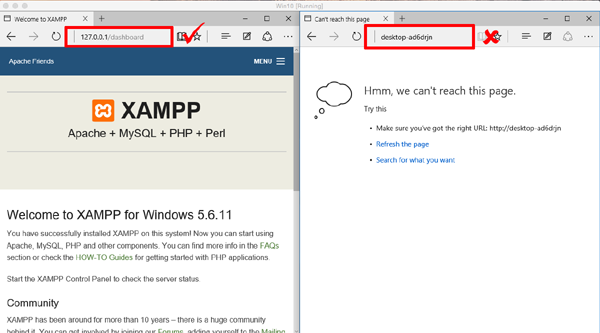 Win10 [Running]
Welcome to XAMPP
127.0.0.1/dashboard
Apache Friends
MENU
XAMPP
Apache + MySQL + PHP + Perl
Welcome to XAMPP for Windows 5.6.11
You have successfully installed XAMPP on this system! Now you can start using
Apache, MySQL, PHP and other components. You can find more info in the FAQs
section or check the HOW-TO Guides for getting started with PHP applications.
Start the XAMPP Control Panel to check the server status.
Community
XAMPP has been around for more than 10 years – there is a huge community
behind it. You can get involved by joining our Forums, adding yourself to the Mailing
Can't reach this page
desktop-ad6drjn
Hmm, we can't reach this page.
Try this
• Make sure you've got the right URL: http://desktop-ad6drjn
• Refresh the page
• Search for what you want